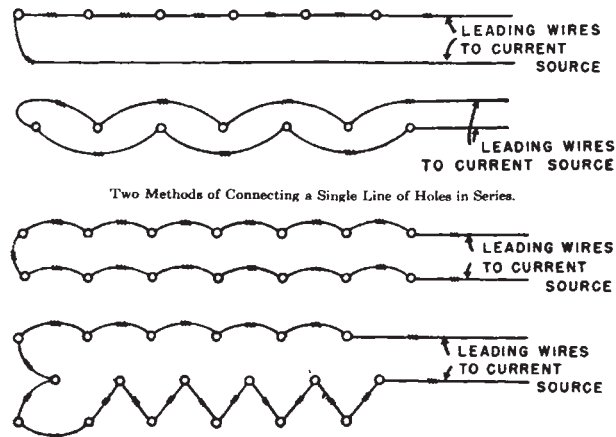 LEADING WIRES
TO CURRENT
SOURCE
LEADING WIRES
TO CURRENT SOURCE
Two Methods of Connecting a Single Line of Holes in Series.
LEADING WIRES
TO CURRENT
SOURCE
LEADING WIRES
TO CURRENT
SOURCE